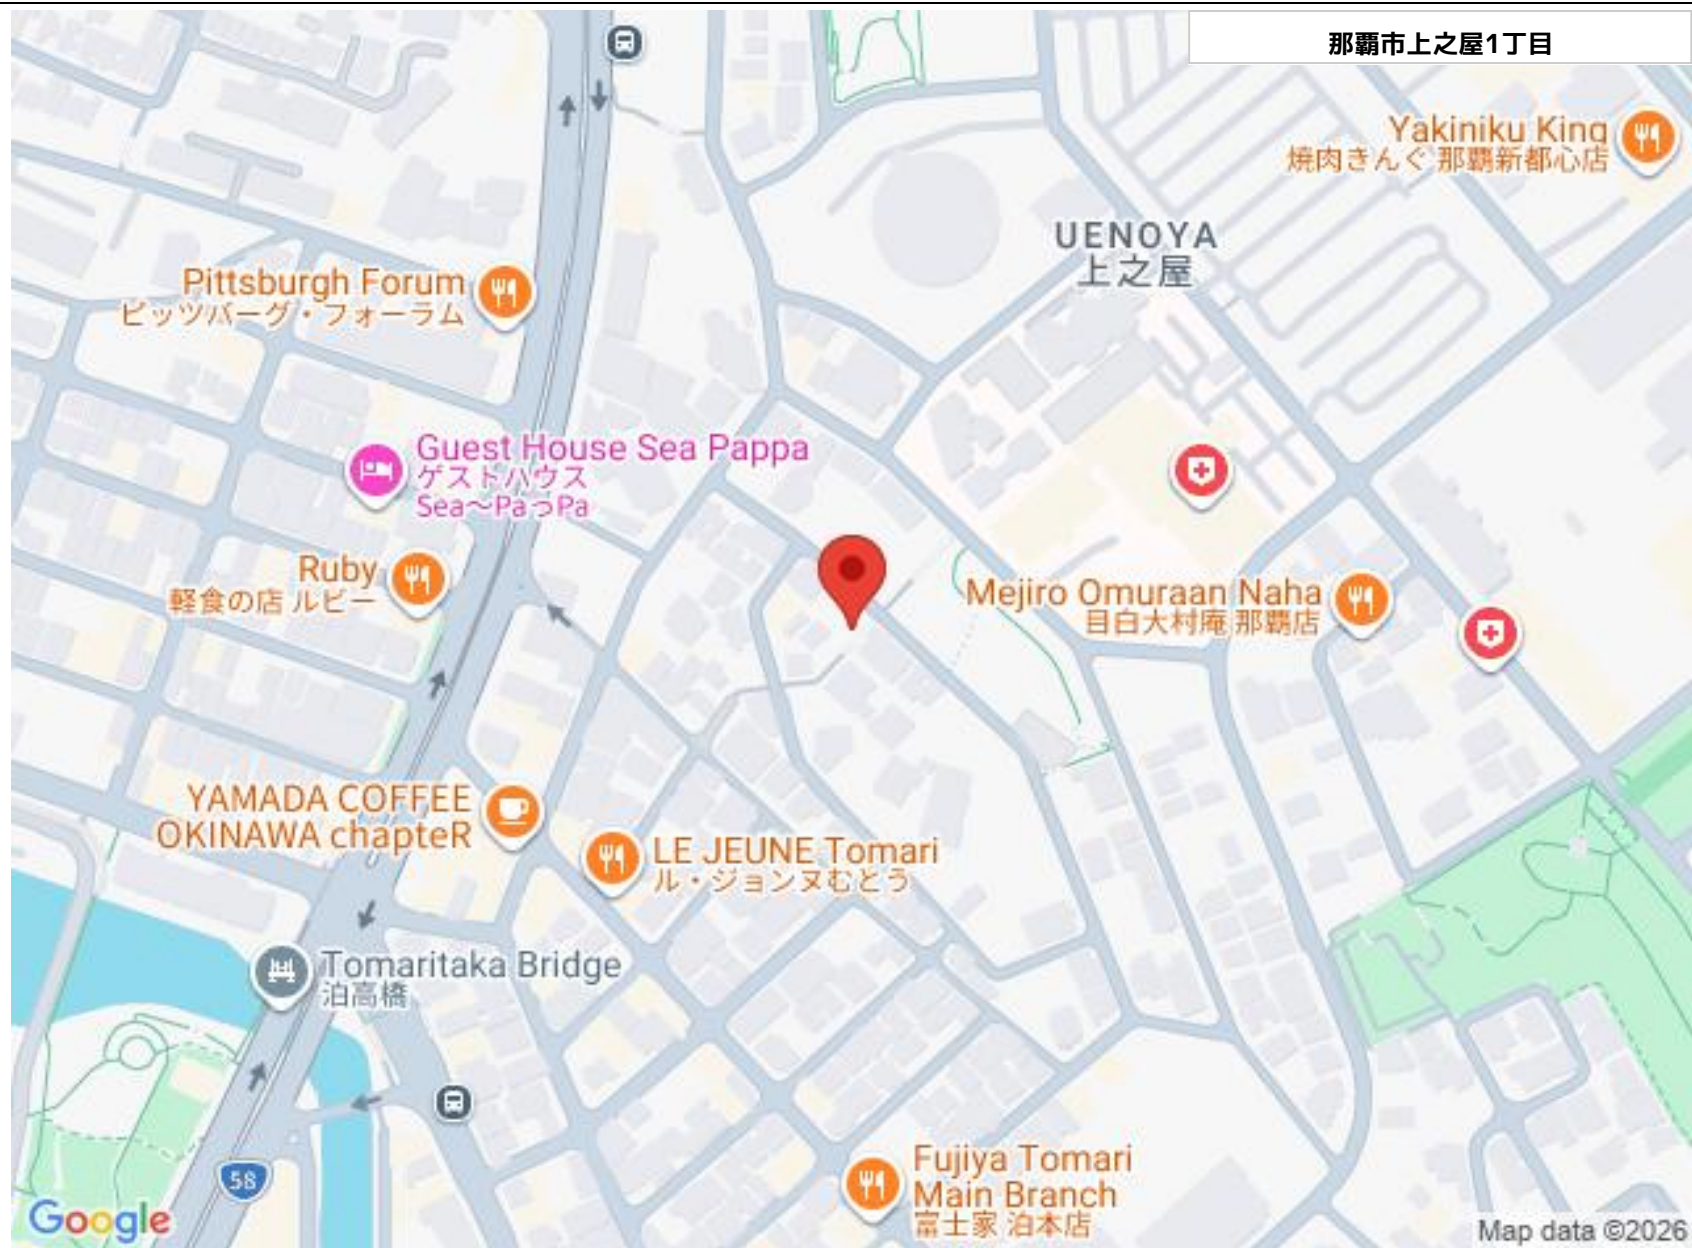 那覇市上之屋1丁目
Yakiniku King
焼肉きんぐ 那覇新都心店
UENOYA
上之屋
Pittsburgh Forum
ピッツバーグ・フォーラム
Guest House Sea Pappa
ゲストハウス
Sea～PaっPa
Ruby
軽食の店 ルビー
Mejiro Omuraan Naha
目白大村庵 那覇店
YAMADA COFFEE
OKINAWA chapteR
LE JEUNE Tomari
ル・ジョンヌむとう
Tomaritaka Bridge
泊高橋
58
Fujiya Tomari
Main Branch
富士家 泊本店
Google
Map data ©2026